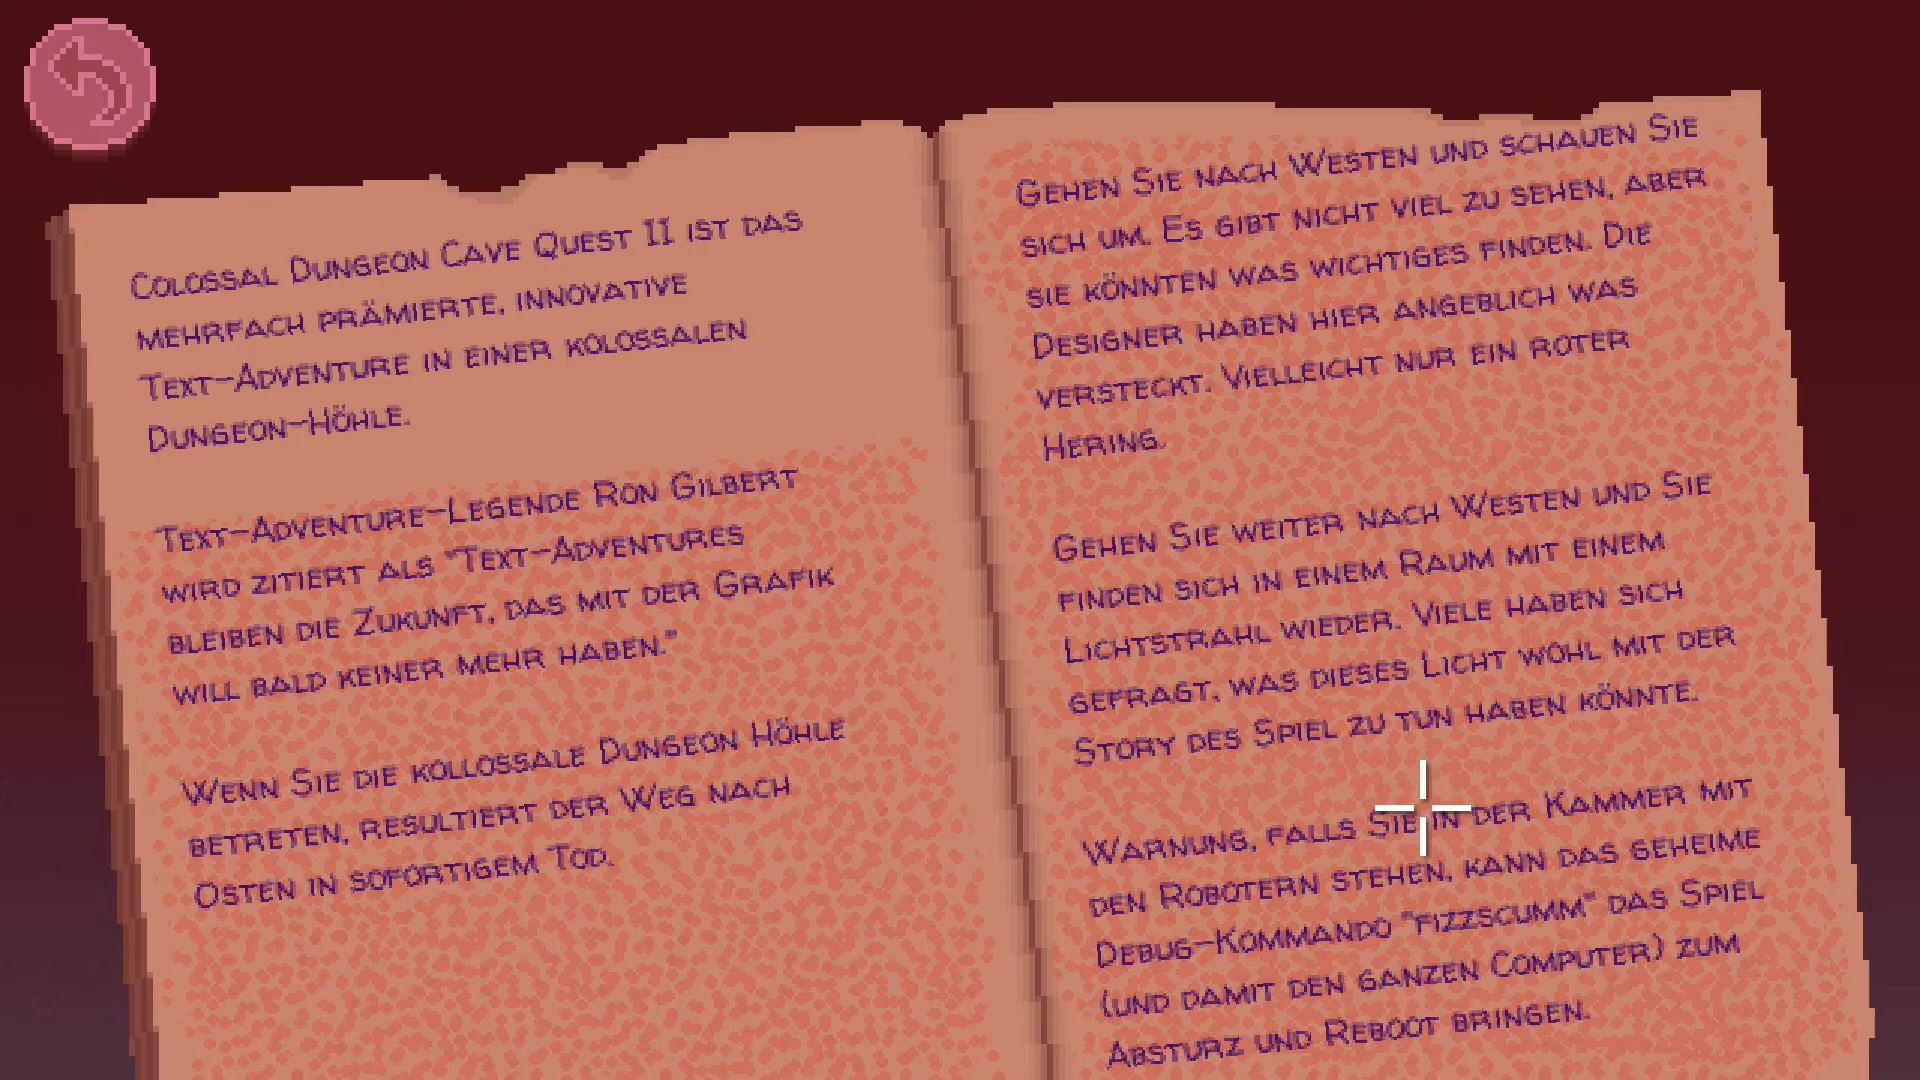 Colossal Dungeon Cave Quest II ist das
mehrfach prämierte, innovative
Text-Adventure in einer kolossalen
Dungeon-Höhle.
Text-Adventure-Legende Ron Gilbert
wird zitiert als "Text-Adventures
bleiben die Zukunft, das mit der Grafik
will bald keiner mehr haben."
Wenn Sie die kollossale Dungeon Höhle
betreten, resultiert der Weg nach
Osten in sofortigem Tod.
Gehen Sie nach Westen und schauen Sie
sich um. Es gibt nicht viel zu sehen, aber
sie könnten was wichtiges finden. Die
Designer haben hier angeblich was
versteckt. Vielleicht nur ein roter
Hering.
Gehen Sie weiter nach Westen und Sie
finden sich in einem Raum mit einem
Lichtstrahl wieder. Viele haben sich
gefragt, was dieses Licht wohl mit der
Story des Spiel zu tun haben könnte.
Warnung, falls Sie in der Kammer mit
den Robotern stehen, kann das geheime
Debug-Kommando "fizzscumm" das Spiel
(und damit den ganzen Computer) zum
Absturz und Reboot bringen.